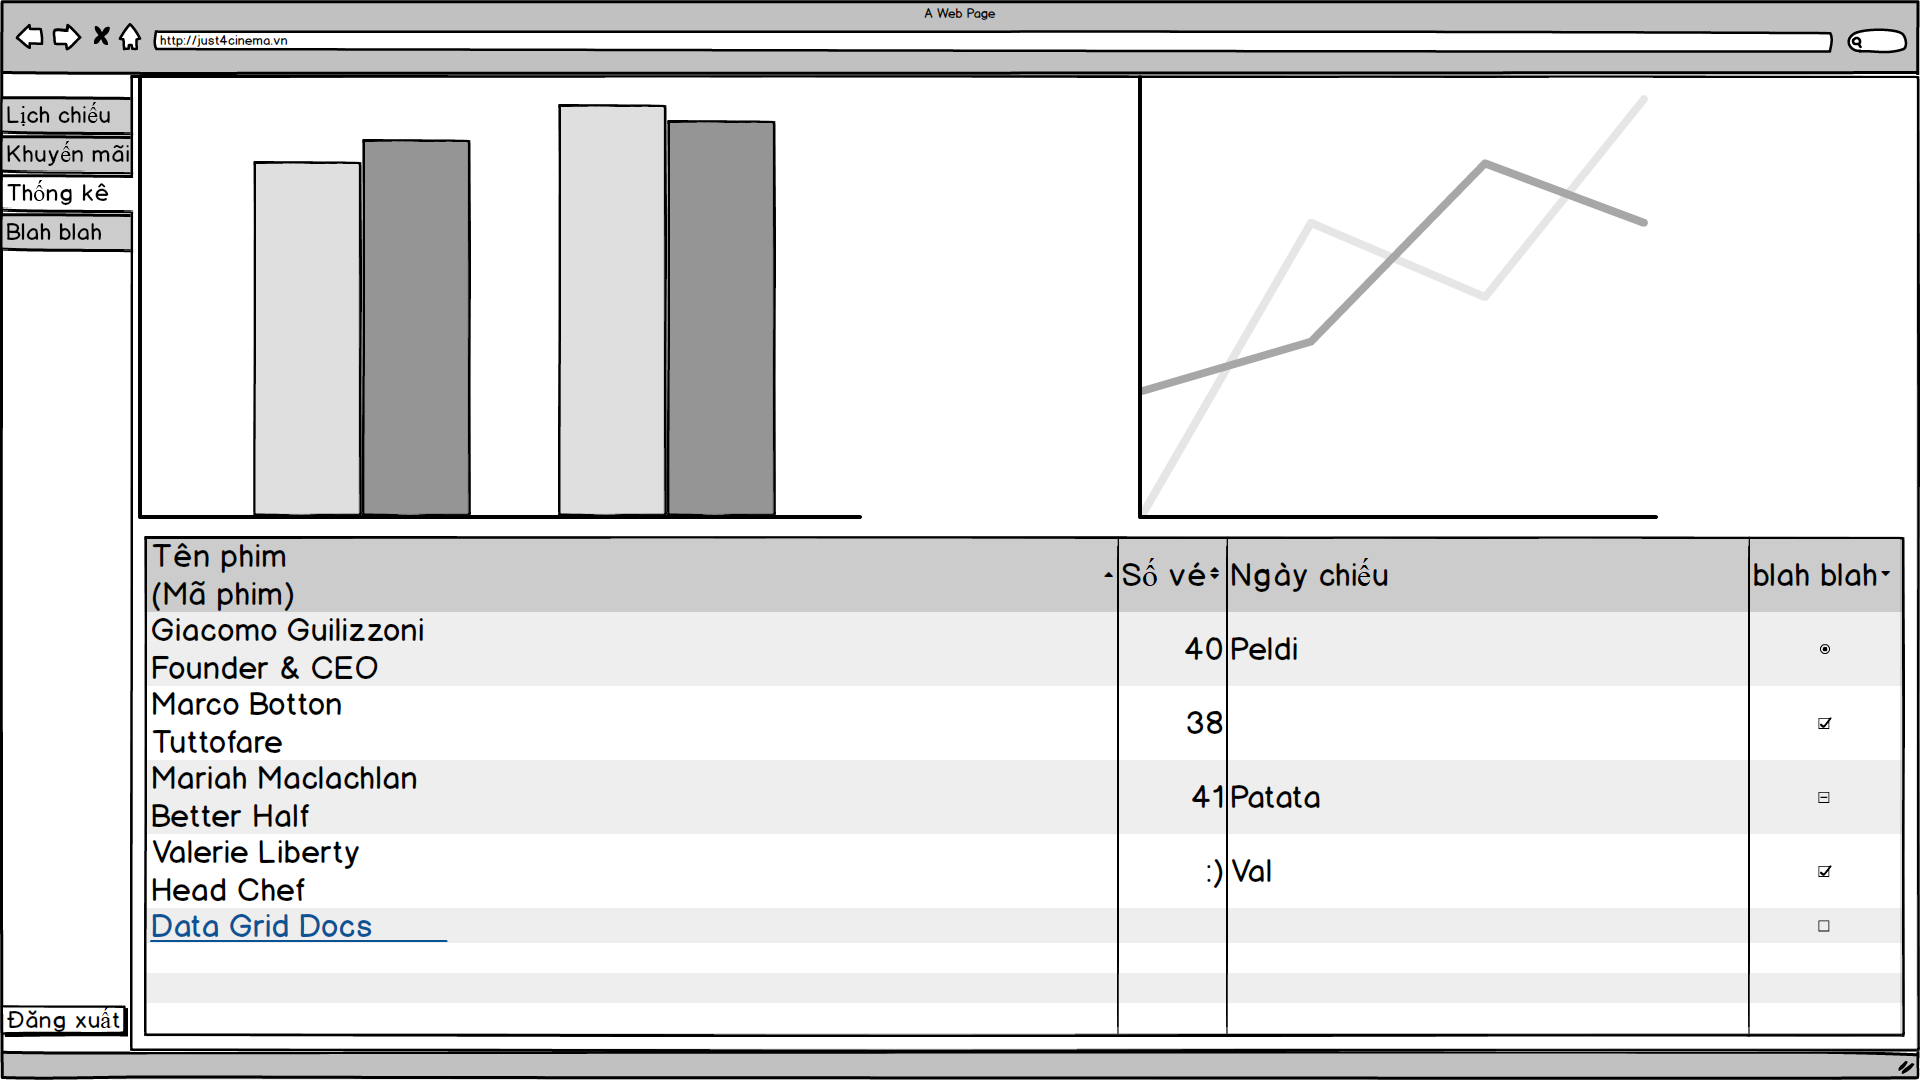 A Web Page
http://just4cinema.vn
Lịch chiếu
Khuyến mãi
Thống kê
Blah blah
Đăng xuất
Tên phim
(Mã phim)
Số vé
Ngày chiếu
blah blah
Giacomo Guilizzoni
Founder & CEO
40
Peldi
Marco Botton
Tuttofare
38
Mariah Maclachlan
Better Half
41
Patata
Valerie Liberty
Head Chef
:)
Val
Data Grid Docs